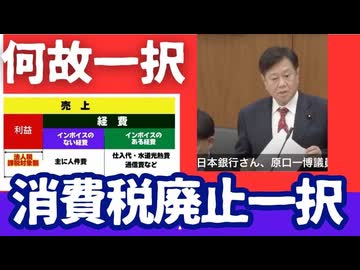 何故一択
売上
利益
経費
インボイスの
ない経費
インボイスの
ある経費
法人税
課税対象額
主に人件費
仕入代・水道光熱費
通信費など
日本銀行さん、原口一博議員
消費税廃止一択